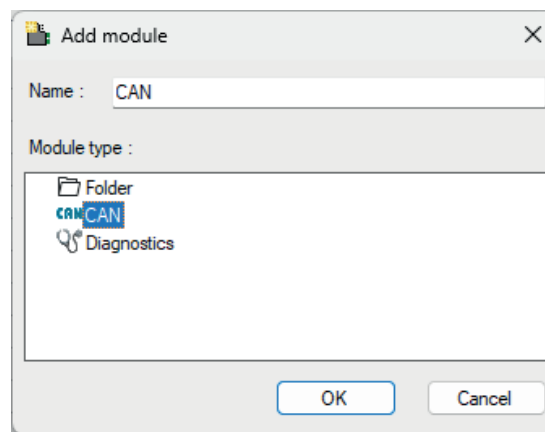 Add module
Name : CAN
Module type :
Folder
CAN CAN
Diagnostics
OK Cancel